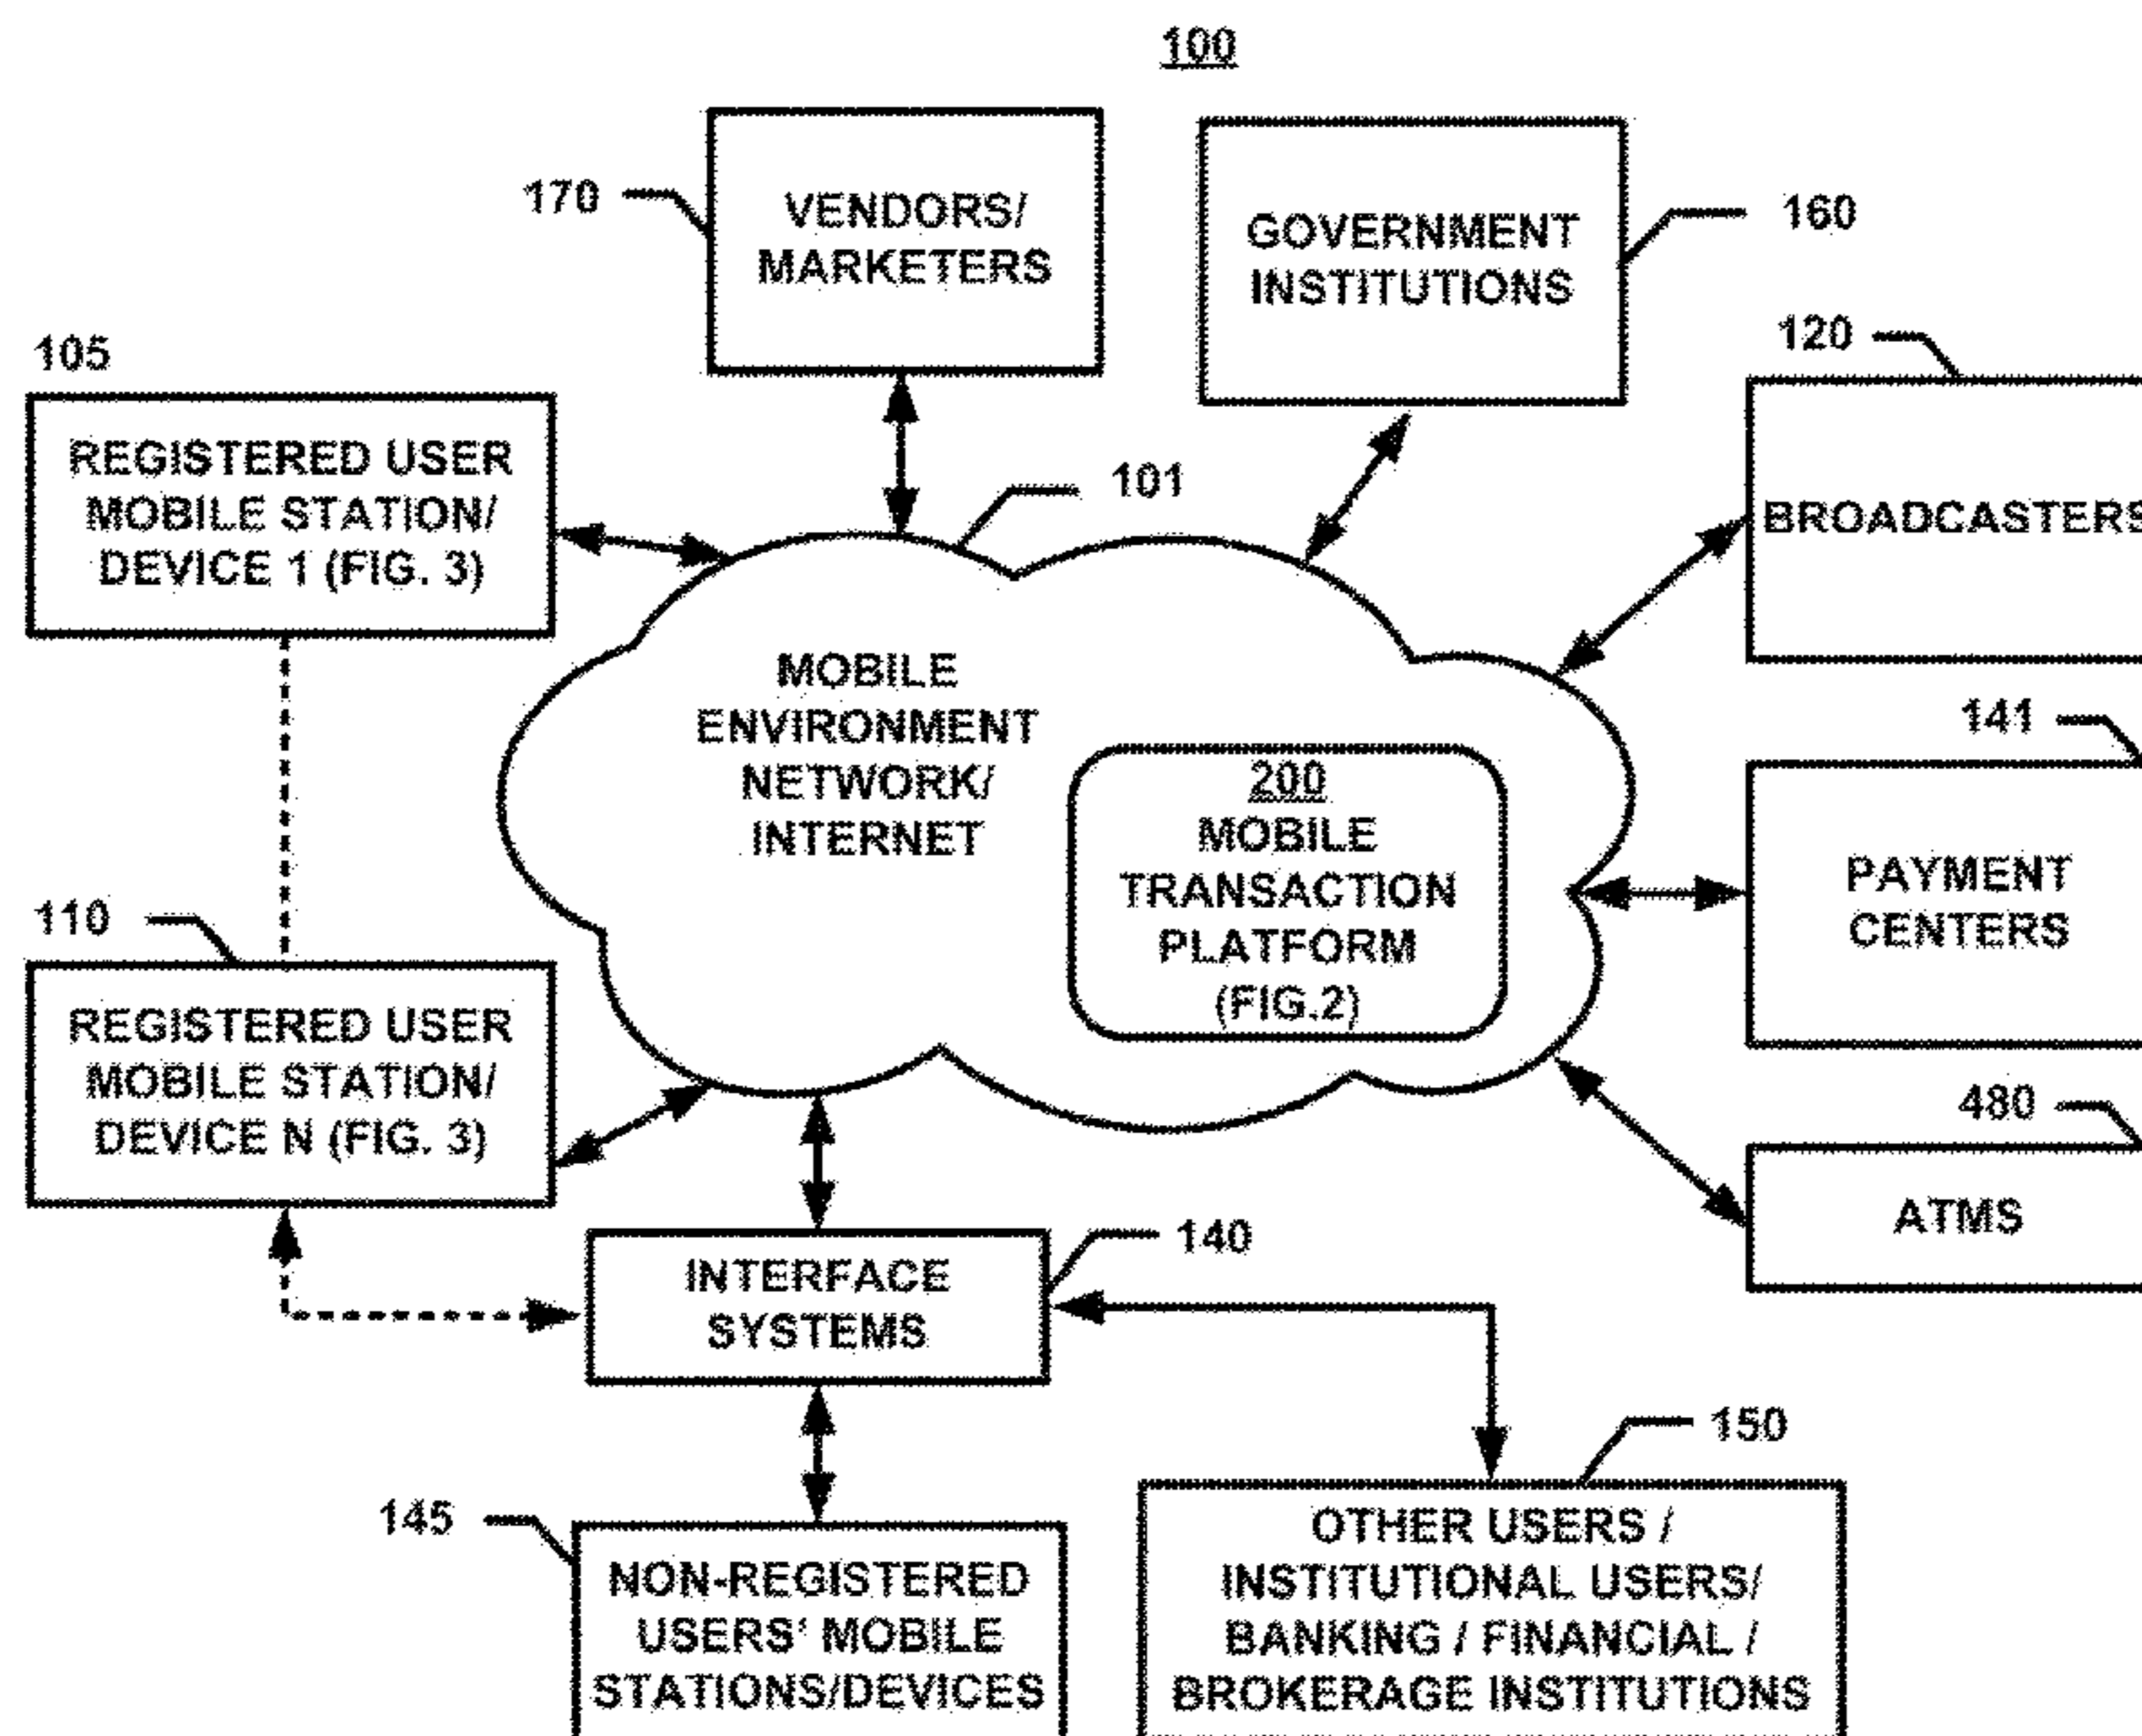 100
170
VENDORS/
MARKETERS
GOVERNMENT
INSTITUTIONS
160
105
REGISTERED USER
MOBILE STATION/
DEVICE 1 (FIG. 3)
101
120
BROADCASTERS
MOBILE
ENVIRONMENT
NETWORK/
INTERNET
200
MOBILE
TRANSACTION
PLATFORM
(FIG.2)
141
PAYMENT
CENTERS
110
REGISTERED USER
MOBILE STATION/
DEVICE N (FIG. 3)
480
ATMS
140
INTERFACE
SYSTEMS
145
NON-REGISTERED
USERS' MOBILE
STATIONS/DEVICES
150
OTHER USERS /
INSTITUTIONAL USERS/
BANKING / FINANCIAL /
BROKERAGE INSTITUTIONS